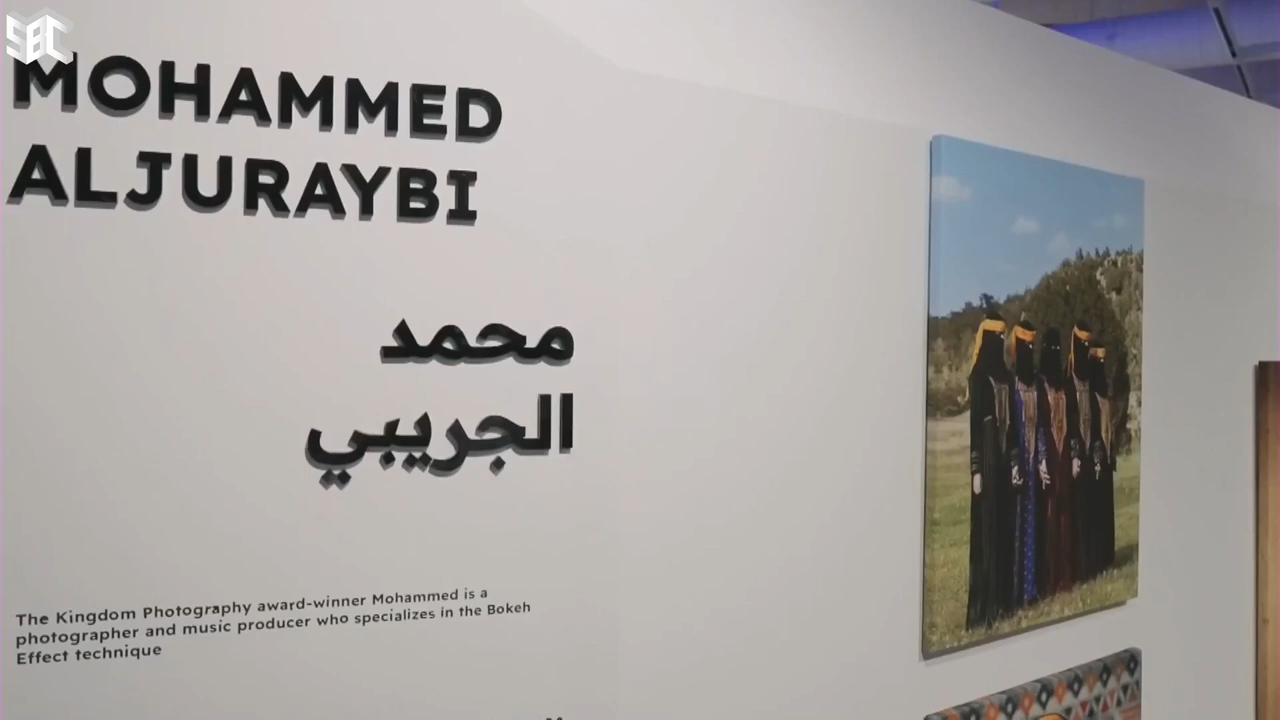 SBC
MOHAMMED
ALJURAYBI
محمد
الجريبي
The Kingdom Photography award-winner Mohammed is a
photographer and music producer who specializes in the Bokeh
Effect technique